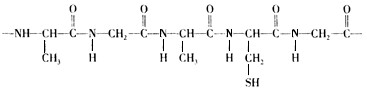 O O O O O
—NH—CH—C—N—CH₂—C—N—CH—C—N—CH—C—N—CH₂—C—
CH₃ H H CH₃ H CH₂ H
SH